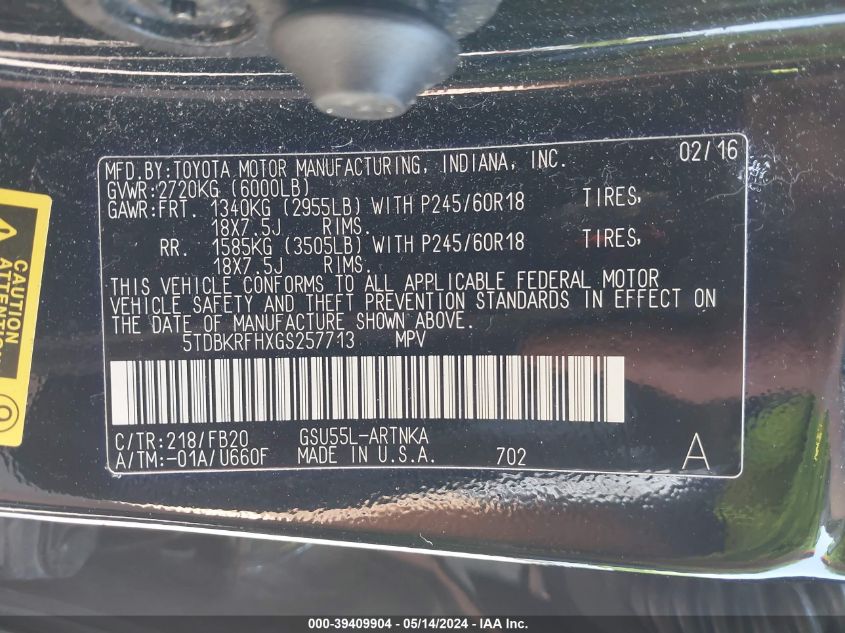 MFD.BY:TOYOTA MOTOR MANUFACTURING, INDIANA, INC. 02/16
GVWR:2720KG (6000LB)
GAWR:FRT. 1340KG (2955LB) WITH P245/60R18 TIRES,
18X7.5J RIMS.
RR. 1585KG (3505LB) WITH P245/60R18 TIRES,
18X7.5J RIMS.
THIS VEHICLE CONFORMS TO ALL APPLICABLE FEDERAL MOTOR
VEHICLE SAFETY AND THEFT PREVENTION STANDARDS IN EFFECT ON
THE DATE OF MANUFACTURE SHOWN ABOVE.
5TDBKRFHXGS257713 MPV
C/TR:218/FB20 GSU55L-ARTNKA
A/TM:-01A/U660F MADE IN U.S.A. 702 A
CAUTION
ATTENTION
000-39409904 - 05/14/2024 - IAA Inc.